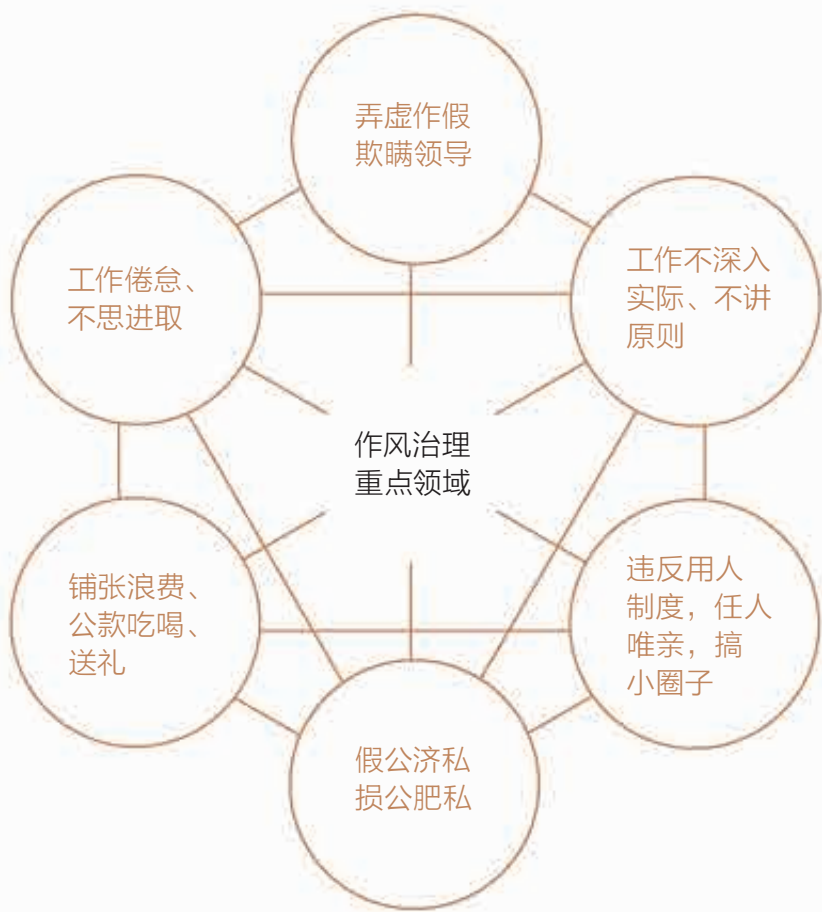 弄虚作假
欺瞒领导
工作倦怠、
不思进取
工作不深入
实际、不讲
原则
作风治理
重点领域
铺张浪费、
公款吃喝、
送礼
违反用人
制度，任人
唯亲，搞
小圈子
假公济私
损公肥私